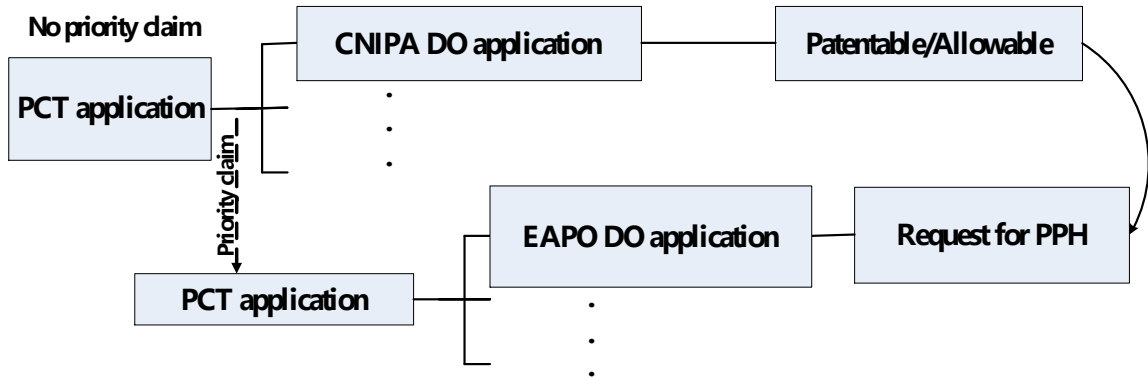 No priority claim
CNIPA DO application
Patentable/Allowable
PCT application
Priority claim
EAPO DO application
Request for PPH
PCT application